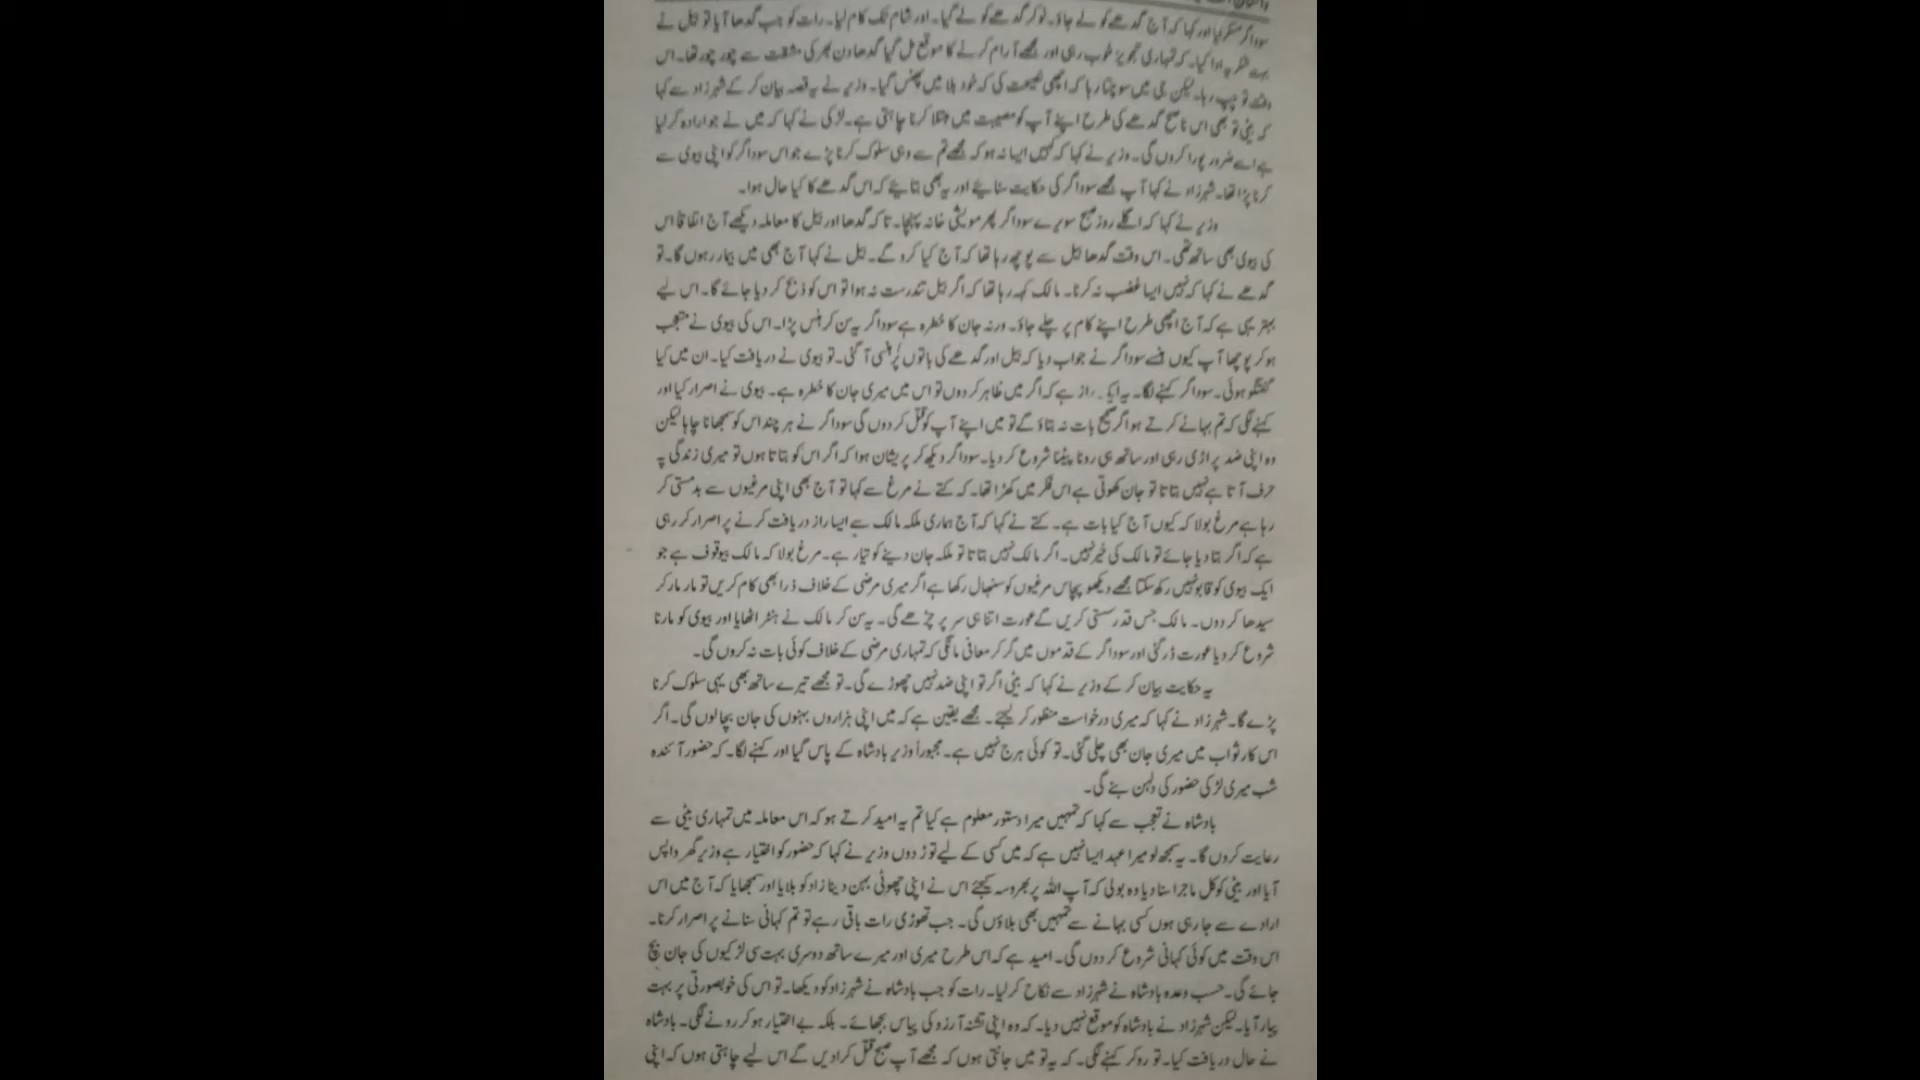 سوداگر مسکرایا اور کہا کہ آج گدھے کو لے جاؤ۔ نوکر گدھے کو لے گیا۔ اور شام تک کام لیا۔ رات کو جب گدھا آیا تو بیل نے
بہت شکریہ ادا کیا۔ کہ تمہاری تجویز خوب رہی اور مجھے آرام کرنے کا موقع مل گیا گدھا دن بھر کی مشقت سے چور چور تھا۔ اس
وقت تو چپ رہا۔ لیکن جی میں سوچتا رہا کہ اچھی نصیحت کی کہ خود بلا میں پھنس گیا۔ وزیر نے یہ قصہ بیان کر کے شہرزاد سے کہا
کہ بیٹی تو بھی اس ناصح گدھے کی طرح اپنے آپ کو مصیبت میں مبتلا کرنا چاہتی ہے۔ لڑکی نے کہا کہ میں نے جو ارادہ کر لیا
ہے اسے ضرور پورا کروں گی۔ وزیر نے کہا کہ کہیں ایسا نہ ہو کہ مجھے تم سے وہی سلوک کرنا پڑے جو اس سوداگر کو اپنی بیوی سے
کرنا پڑا تھا۔ شہرزاد نے کہا آپ مجھے سوداگر کی حکایت سنایئے اور یہ بھی بتایئے کہ اس گدھے کا کیا حال ہوا۔
وزیر نے کہا کہ اگلے روز صبح سویرے سوداگر پھر مویشی خانہ پہنچا۔ تا کہ گدھا اور بیل کا معاملہ دیکھے آج اتفاقاً اس
کی بیوی بھی ساتھ تھی۔ اس وقت گدھا بیل سے پوچھ رہا تھا کہ آج کیا کرو گے۔ بیل نے کہا آج بھی میں بیمار رہوں گا۔ تو
گدھے نے کہا کہ نہیں ایسا غضب نہ کرنا۔ مالک کہہ رہا تھا کہ اگر بیل تندرست نہ ہوا تو اس کو ذبح کر دیا جائے گا۔ اس لیے
بہتر یہی ہے کہ آج اچھی طرح اپنے کام پر چلے جاؤ۔ ورنہ جان کا خطرہ ہے سوداگر یہ سن کر ہنس پڑا۔ اس کی بیوی نے متعجب
ہو کر پوچھا آپ کیوں ہنسے سوداگر نے جواب دیا کہ بیل اور گدھے کی باتوں پر ہنسی آ گئی۔ تو بیوی نے دریافت کیا۔ ان میں کیا
گفتگو ہوئی۔ سوداگر کہنے لگا۔ یہ ایک راز ہے کہ اگر میں ظاہر کر دوں تو اس میں میری جان کا خطرہ ہے۔ بیوی نے اصرار کیا اور
کہنے لگی کہ تم بہانے کرتے ہو اگر صحیح بات نہ بتاؤ گے تو میں اپنے آپ کو قتل کر دوں گی سوداگر نے ہر چند اس کو سمجھانا چاہا لیکن
وہ اپنی ضد پر اڑی رہی اور ساتھ ہی رونا پیٹنا شروع کر دیا۔ سوداگر دیکھ کر پریشان ہوا کہ اگر اس کو بتاتا ہوں تو میری زندگی پہ
حرف آتا ہے نہیں بتاتا تو جان کھوتی ہے اس فکر میں کھڑا تھا۔ کہ کتے نے مرغ سے کہا تو آج بھی اپنی مرغیوں سے بدمستی کر
رہا ہے مرغ بولا کہ کیوں آج کیا بات ہے۔ کتے نے کہا کہ آج ہماری ملکہ مالک سے ایسا راز دریافت کرنے پر اصرار کر رہی
ہے کہ اگر بتا دیا جائے تو مالک کی خیر نہیں۔ اگر مالک نہیں بتاتا تو ملکہ جان دینے کو تیار ہے۔ مرغ بولا کہ مالک بیوقوف ہے جو
ایک بیوی کو قابو نہیں رکھ سکتا مجھے دیکھو پچاس مرغیوں کو سنبھال رکھا ہے اگر میری مرضی کے خلاف ذرا بھی کام کریں تو مار مار کر
سیدھا کر دوں۔ مالک جس قدر سستی کریں گے عورت اتنا ہی سر پر چڑھے گی۔ یہ سن کر مالک نے ہنٹر اٹھایا اور بیوی کو مارنا
شروع کر دیا عورت ڈر گئی اور سوداگر کے قدموں میں گر کر معافی مانگی کہ تمہاری مرضی کے خلاف کوئی بات نہ کروں گی۔
یہ حکایت بیان کر کے وزیر نے کہا کہ بیٹی اگر تو اپنی ضد نہیں چھوڑے گی۔ تو مجھے تیرے ساتھ بھی یہی سلوک کرنا
پڑے گا۔ شہرزاد نے کہا کہ میری درخواست منظور کر لیجئے۔ مجھے یقین ہے کہ میں اپنی ہزاروں بہنوں کی جان بچا لوں گی۔ اگر
اس کار ثواب میں میری جان بھی چلی گئی۔ تو کوئی ہرج نہیں ہے۔ مجبوراً وزیر بادشاہ کے پاس گیا اور کہنے لگا۔ کہ حضور آئندہ
شب میری لڑکی حضور کی دلہن بنے گی۔
بادشاہ نے تعجب سے کہا کہ تمہیں میرا دستور معلوم ہے کیا تم یہ امید کرتے ہو کہ اس معاملہ میں تمہاری بیٹی سے
رعایت کروں گا۔ یہ سمجھ لو میرا عہد ایسا نہیں ہے کہ میں کسی کے لیے توڑ دوں وزیر نے کہا کہ حضور کو اختیار ہے وزیر گھر واپس
آیا اور بیٹی کو کل ماجرا سنا دیا وہ بولی کہ آپ اللہ پر بھروسہ کیجئے اس نے اپنی چھوٹی بہن دینا زاد کو بلایا اور سمجھایا کہ آج میں اس
ارادے سے جا رہی ہوں کسی بہانے سے تمہیں بھی بلاؤں گی۔ جب تھوڑی رات باقی رہے تو تم کہانی سنانے پر اصرار کرنا۔
اس وقت میں کوئی کہانی شروع کر دوں گی۔ امید ہے کہ اس طرح میری اور میرے ساتھ دوسری بہت سی لڑکیوں کی جان بچ
جائے گی۔ حسب وعدہ بادشاہ نے شہرزاد سے نکاح کر لیا۔ رات کو جب بادشاہ نے شہرزاد کو دیکھا۔ تو اس کی خوبصورتی پر بہت
پیار آیا۔ لیکن شہرزاد نے بادشاہ کو موقع نہیں دیا۔ کہ وہ اپنی تشنہ آرزو کی پیاس بجھائے۔ بلکہ بے اختیار ہو کر رونے لگی۔ بادشاہ
نے حال دریافت کیا۔ تو رو کر کہنے لگی۔ کہ یہ تو میں جانتی ہوں کہ مجھے آپ صبح قتل کرا دیں گے اس لیے چاہتی ہوں کہ اپنی